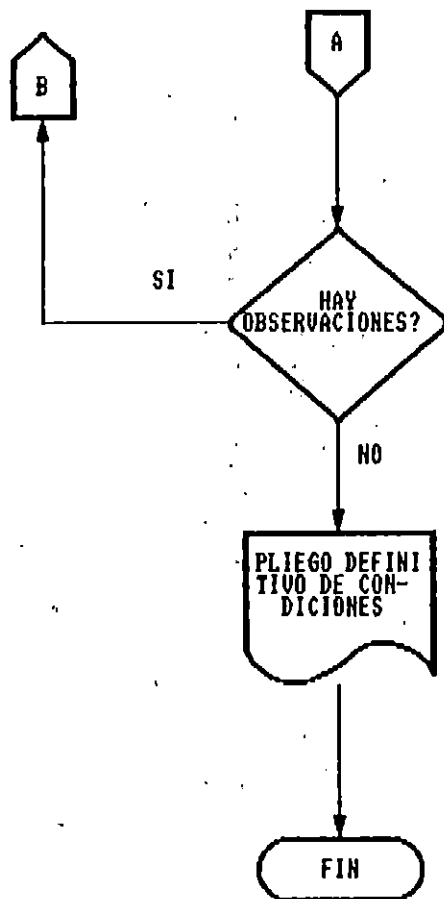 A
B
SI
HAY
OBSERVACIONES?
NO
PLIEGO DEFINI
TIVO DE CON-
DICIONES
FIN